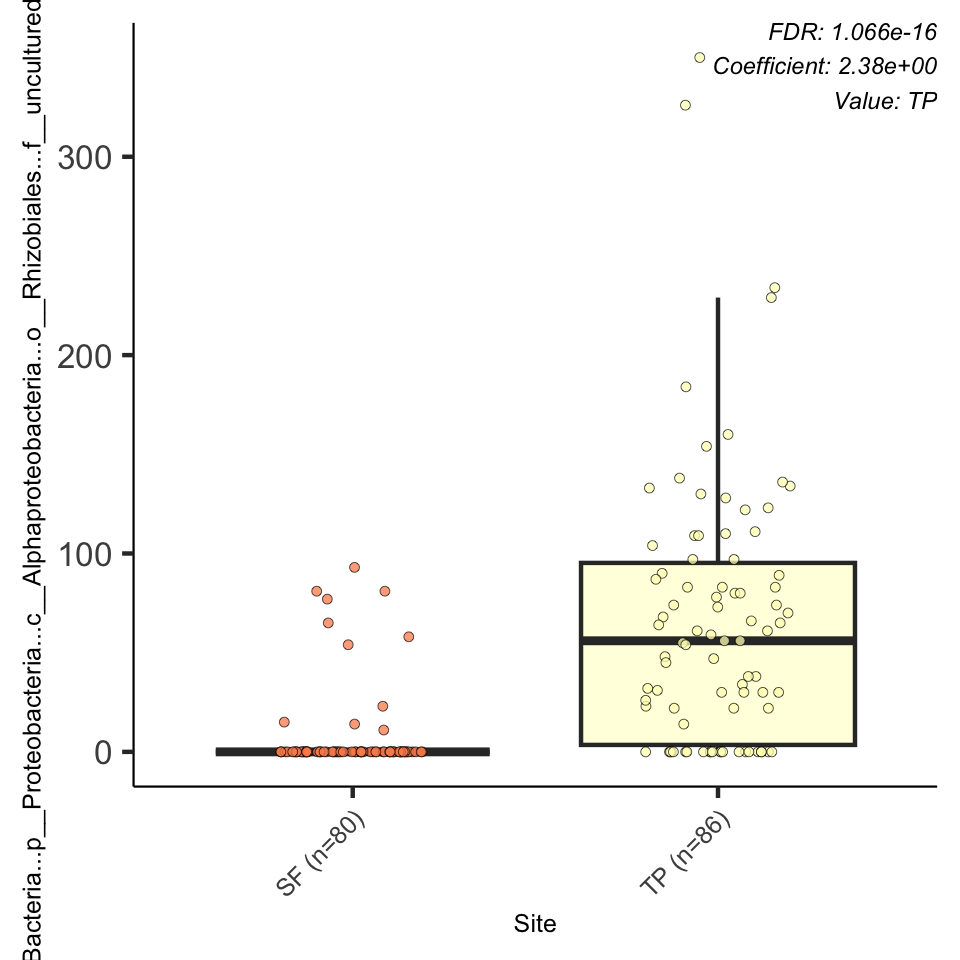 FDR: 1.066e-16
Coefficient: 2.38e+00
Value: TP
Bacteria...p__Proteobacteria...c__Alphaproteobacteria...o__Rhizobiales...f__uncultured
300
200
100
0
SF (n=80)
TP (n=86)
Site